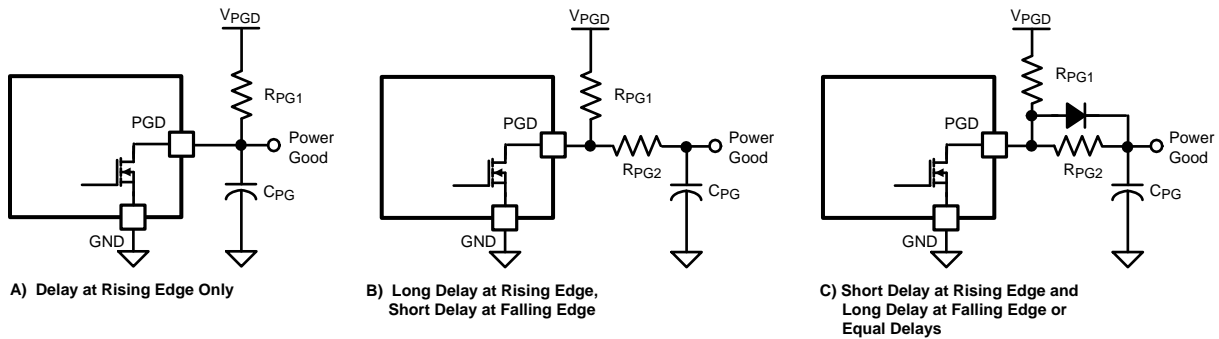 VPGD
RPG1
PGD
Power
Good
CPG
GND
A) Delay at Rising Edge Only
VPGD
RPG1
PGD
Power
Good
RPG2
CPG
GND
B) Long Delay at Rising Edge,
Short Delay at Falling Edge
VPGD
RPG1
PGD
Power
Good
RPG2
CPG
GND
C) Short Delay at Rising Edge and
Long Delay at Falling Edge or
Equal Delays